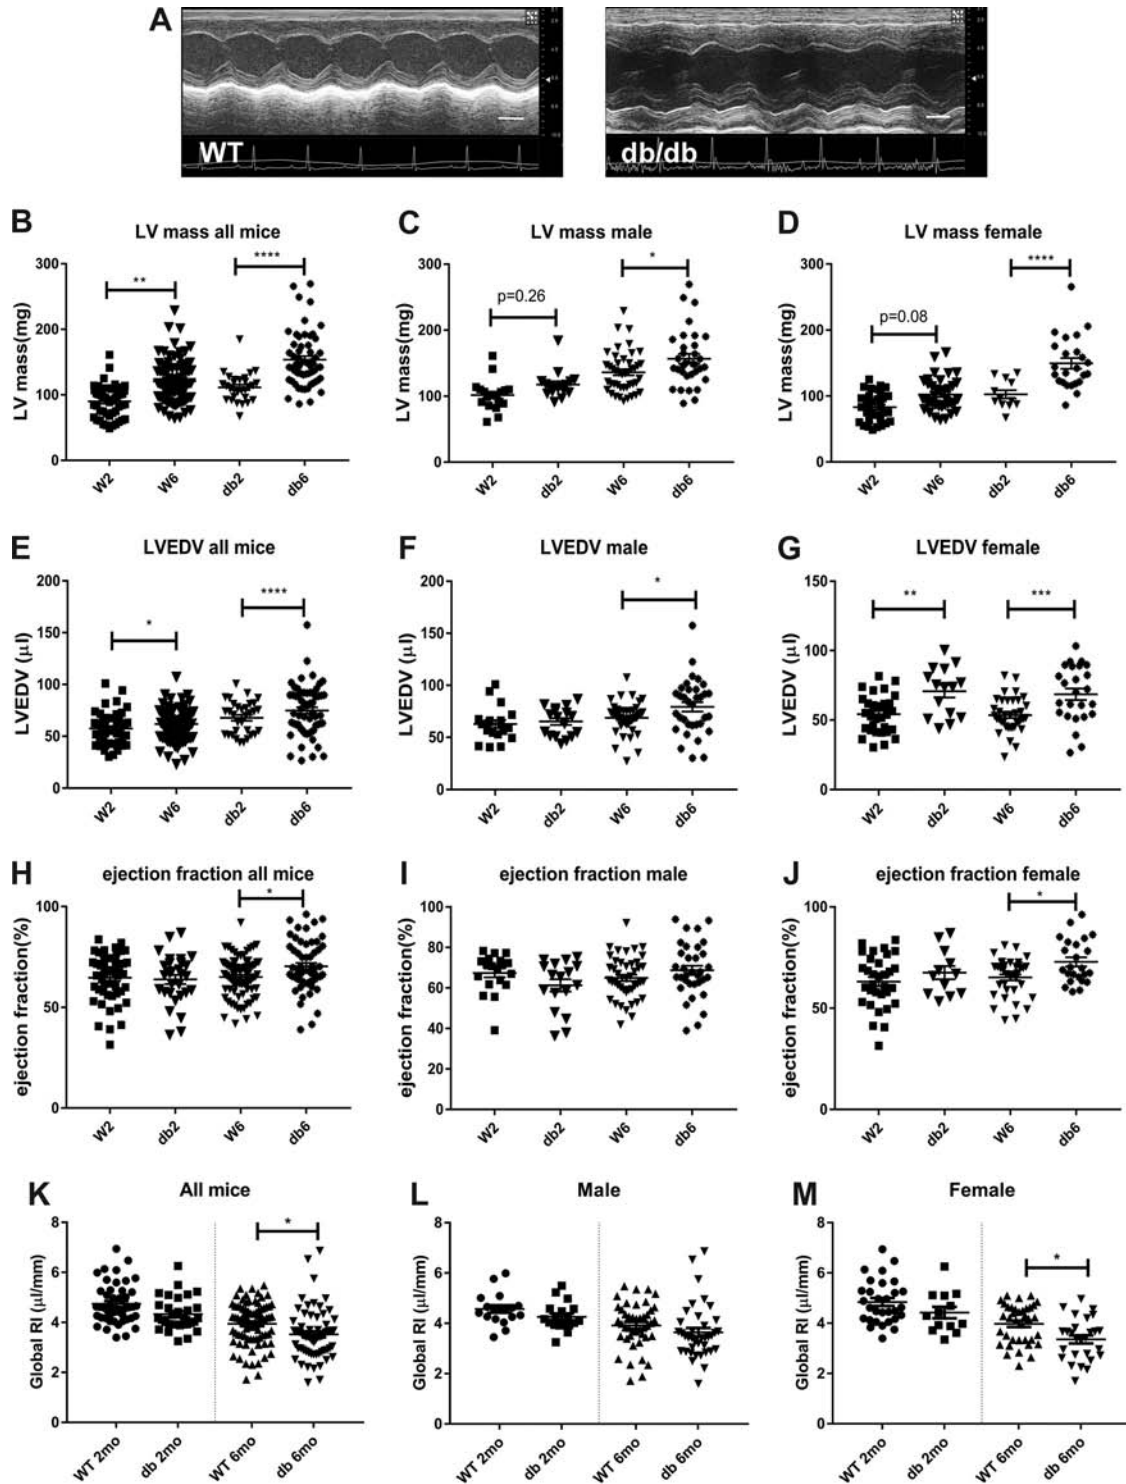 A
WT
db/db
B
LV mass all mice
LV mass(mg)
300
200
100
0
**
****
W2
W6
db2
db6
C
LV mass male
LV mass(mg)
300
200
100
0
p=0.26
*
W2
db2
W6
db6
D
LV mass female
LV mass(mg)
300
200
100
0
p=0.08
****
W2
W6
db2
db6
E
LVEDV all mice
LVEDV (µl)
200
150
100
50
0
*
****
W2
W6
db2
db6
F
LVEDV male
LVEDV (µl)
200
150
100
50
0
*
W2
db2
W6
db6
G
LVEDV female
LVEDV (µl)
150
100
50
0
**
***
W2
db2
W6
db6
H
ejection fraction all mice
ejection fraction(%)
100
50
0
*
W2
db2
W6
db6
I
ejection fraction male
ejection fraction(%)
100
80
60
40
20
0
W2
db2
W6
db6
J
ejection fraction female
ejection fraction(%)
100
50
0
*
W2
db2
W6
db6
K
All mice
Global RI (µl/mm)
8
6
4
2
0
*
WT 2mo
db 2mo
WT 6mo
db 6mo
L
Male
Global RI (µl/mm)
8
6
4
2
0
WT 2mo
db 2mo
WT 6mo
db 6mo
M
Female
Global RI (µl/mm)
8
6
4
2
0
*
WT 2mo
db 2mo
WT 6mo
db 6mo